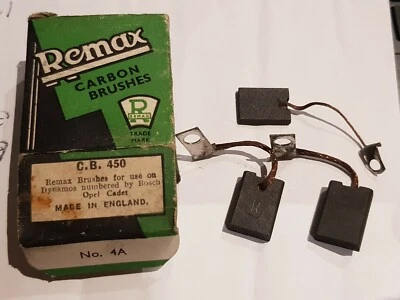 Remax
CARBON
BRUSHES
R
REMAX
TRADE
MARK
C.B. 450
Remax Brushes for use on
Dynamos numbered by Bosch
Opel Cadet
MADE IN ENGLAND.
No. 4A